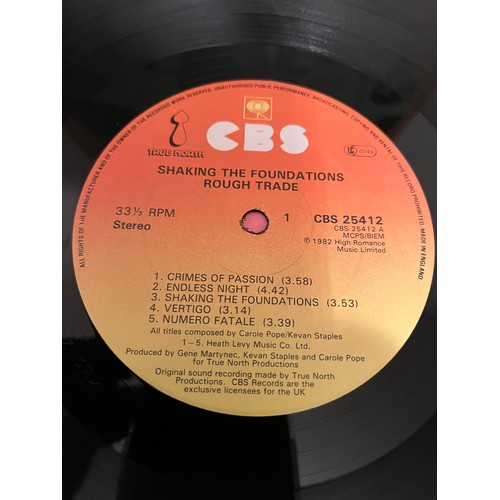 ALL RIGHTS OF THE MANUFACTURER AND OF THE OWNER OF THE RECORDED WORK RESERVED. UNAUTHORISED PUBLIC PERFORMANCE, BROADCASTING, COPYING AND RENTAL OF THIS RECORD PROHIBITED. MADE IN ENGLAND.
TRUE NORTH
CBS
SHAKING THE FOUNDATIONS
ROUGH TRADE
33⅓ RPM
Stereo
1
CBS 25412
CBS 25412 A
MCPS/BIEM
℗ 1982 High Romance
Music Limited
1. CRIMES OF PASSION (3.58)
2. ENDLESS NIGHT (4.42)
3. SHAKING THE FOUNDATIONS (3.53)
4. VERTIGO (3.14)
5. NUMERO FATALE (3.39)
All titles composed by Carole Pope/Kevan Staples
1–5. Heath Levy Music Co. Ltd.
Produced by Gene Martynec, Kevan Staples and Carole Pope
for True North Productions
Original sound recording made by True North
Productions. CBS Records are the
exclusive licensees for the UK